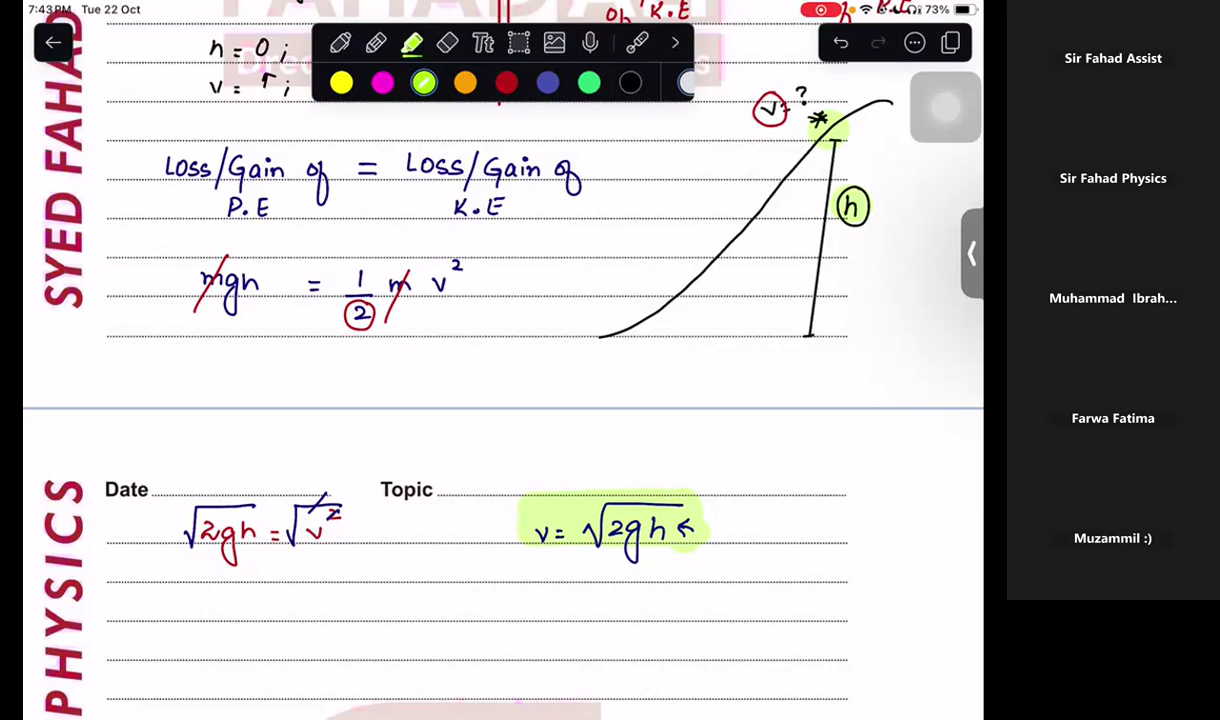 7:43 PM Tue 22 Oct
73%
K.E
h = 0 ;
v = ↑ ;
Tt
v = ?
*
Loss/Gain of = Loss/Gain of
P.E K.E
h
mgh = 1/2 m v²
SYED FAHAD
Date Topic
√2gh = √v²
v = √2gh ←
PHYSICS
Sir Fahad Assist
Sir Fahad Physics
Muhammad Ibrah...
Farwa Fatima
Muzammil :)